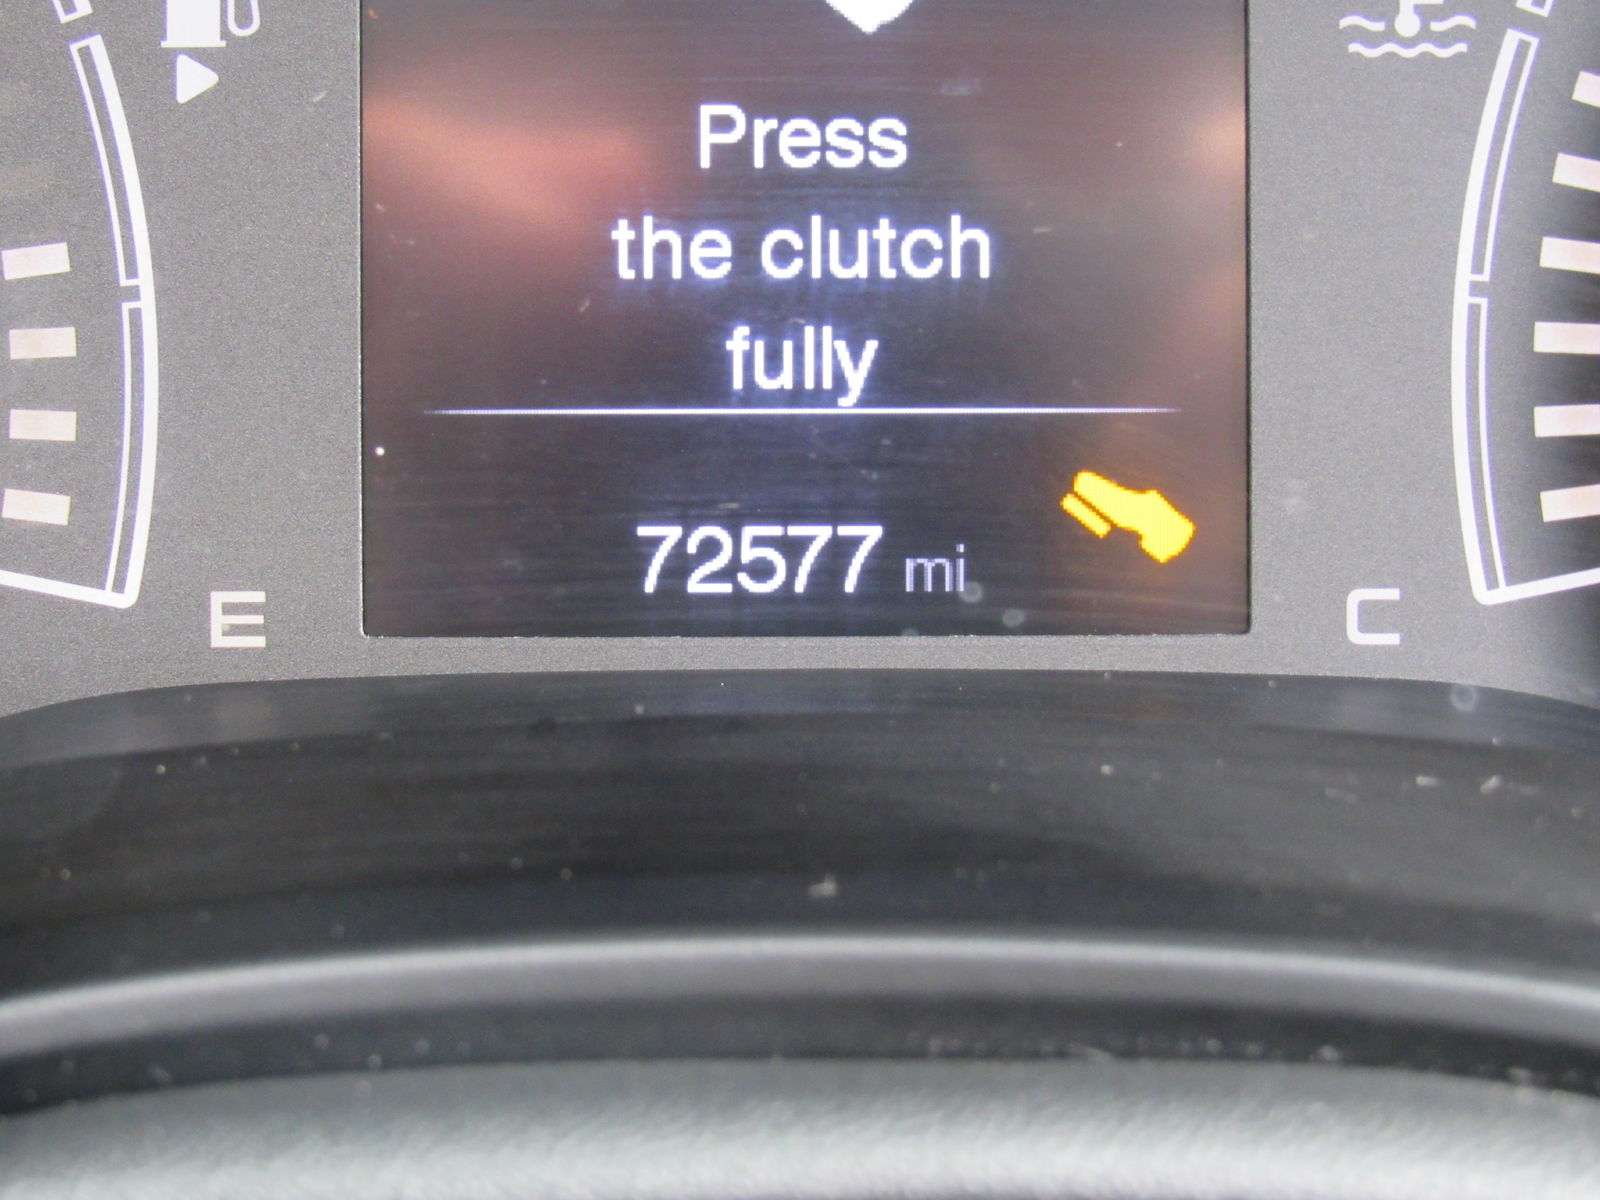 Press
the clutch
fully
72577 mi
E
C